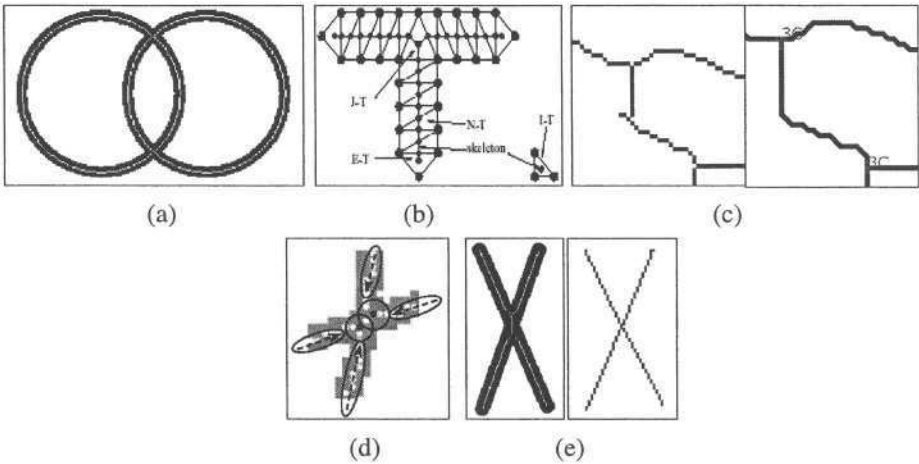 J-T
N-T
I-T
skeleton
E-T
3C
3C
(a)
(b)
(c)
(d)
(e)